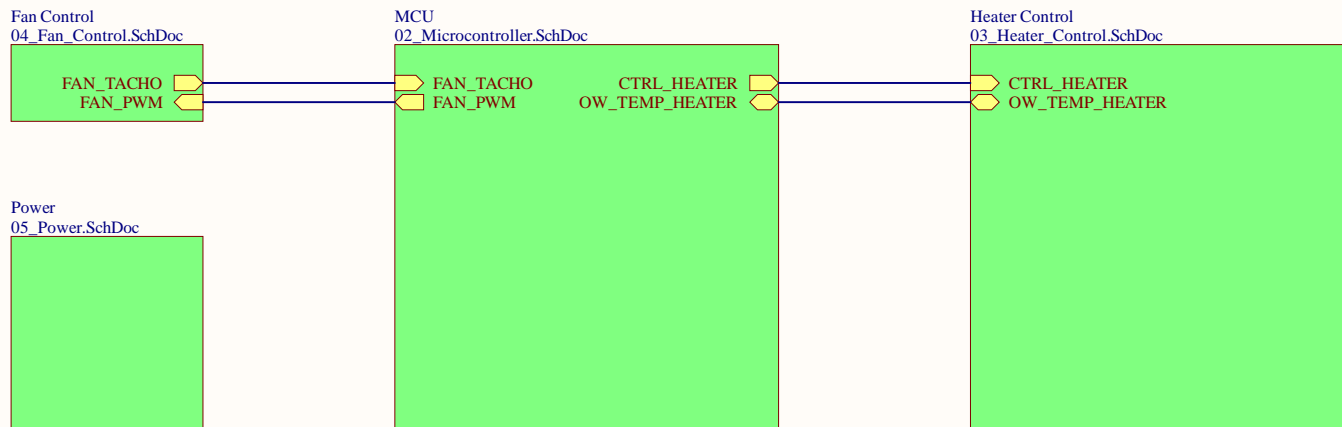 Fan Control
04_Fan_Control.SchDoc
FAN_TACHO
FAN_PWM
MCU
02_Microcontroller.SchDoc
FAN_TACHO
FAN_PWM
CTRL_HEATER
OW_TEMP_HEATER
Heater Control
03_Heater_Control.SchDoc
CTRL_HEATER
OW_TEMP_HEATER
Power
05_Power.SchDoc